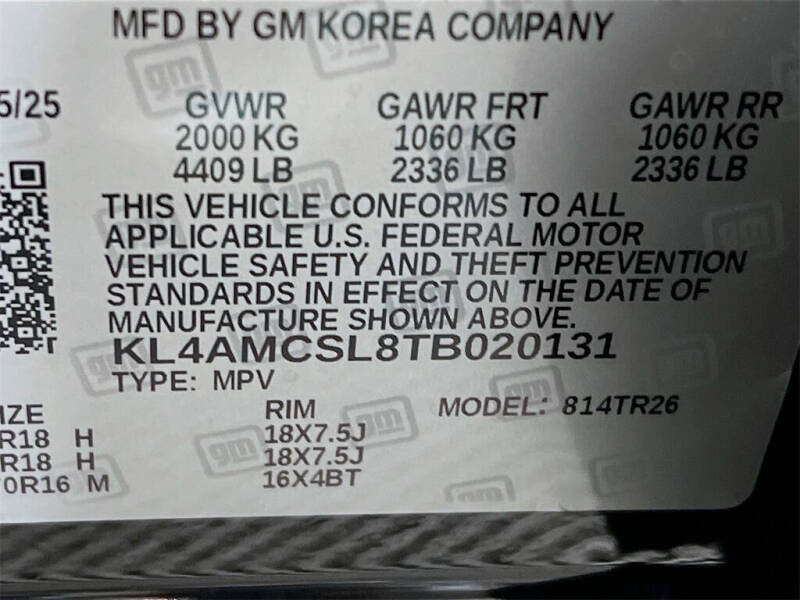 MFD BY GM KOREA COMPANY
5/25 GVWR GAWR FRT GAWR RR
2000 KG 1060 KG 1060 KG
4409 LB 2336 LB 2336 LB
THIS VEHICLE CONFORMS TO ALL
APPLICABLE U.S. FEDERAL MOTOR
VEHICLE SAFETY AND THEFT PREVENTION
STANDARDS IN EFFECT ON THE DATE OF
MANUFACTURE SHOWN ABOVE.
KL4AMCSL8TB020131
TYPE: MPV
IZE RIM MODEL: 814TR26
R18 H 18X7.5J
R18 H 18X7.5J
0R16 M 16X4BT
gm